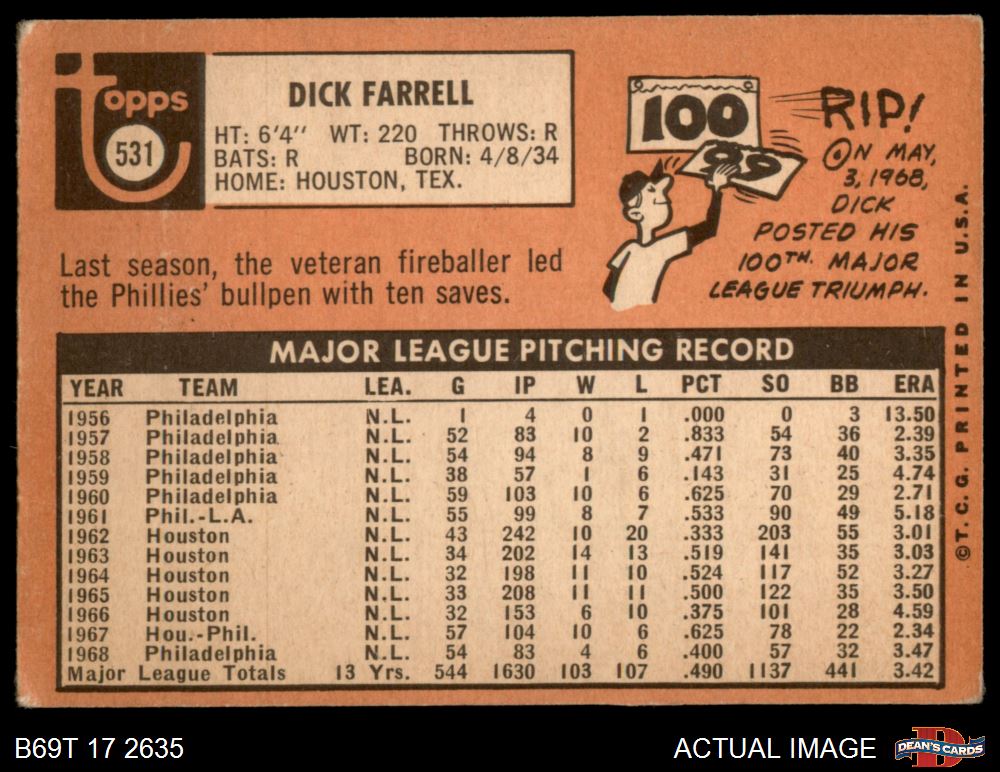 Topps
531
DICK FARRELL
HT: 6'4" WT: 220 THROWS: R
BATS: R BORN: 4/8/34
HOME: HOUSTON, TEX.
Last season, the veteran fireballer led
the Phillies' bullpen with ten saves.
100
99
RIP!
ON MAY,
3, 1968,
DICK
POSTED HIS
100TH. MAJOR
LEAGUE TRIUMPH.
MAJOR LEAGUE PITCHING RECORD
YEAR TEAM LEA. G IP W L PCT SO BB ERA
1956 Philadelphia N.L. 1 4 0 1 .000 0 3 13.50
1957 Philadelphia N.L. 52 83 10 2 .833 54 36 2.39
1958 Philadelphia N.L. 54 94 8 9 .471 73 40 3.35
1959 Philadelphia N.L. 38 57 1 6 .143 31 25 4.74
1960 Philadelphia N.L. 59 103 10 6 .625 70 29 2.71
1961 Phil.-L.A. N.L. 55 99 8 7 .533 90 49 5.18
1962 Houston N.L. 43 242 10 20 .333 203 55 3.01
1963 Houston N.L. 34 202 14 13 .519 141 35 3.03
1964 Houston N.L. 32 198 11 10 .524 117 52 3.27
1965 Houston N.L. 33 208 11 11 .500 122 35 3.50
1966 Houston N.L. 32 153 6 10 .375 101 28 4.59
1967 Hou.-Phil. N.L. 57 104 10 6 .625 78 22 2.34
1968 Philadelphia N.L. 54 83 4 6 .400 57 32 3.47
Major League Totals 13 Yrs. 544 1630 103 107 .490 1137 441 3.42
©T.C.G. PRINTED IN U.S.A.
B69T 17 2635
ACTUAL IMAGE
D
DEAN'S CARDS